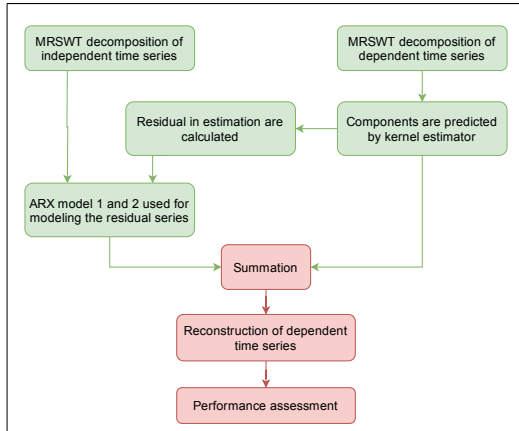 MRSWT decomposition of
independent time series
MRSWT decomposition of
dependent time series
Residual in estimation are
calculated
Components are predicted
by kernel estimator
ARX model 1 and 2 used for
modeling the residual series
Summation
Reconstruction of dependent
time series
Performance assessment